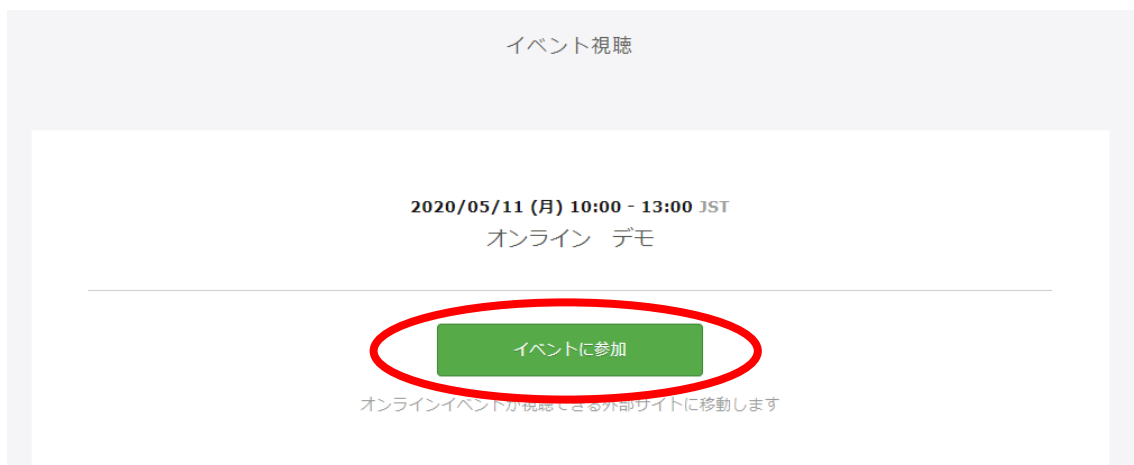 イベント視聴
2020/05/11 (月) 10:00 - 13:00 JST
オンライン　デモ
イベントに参加
オンラインイベントが視聴できる外部サイトに移動します